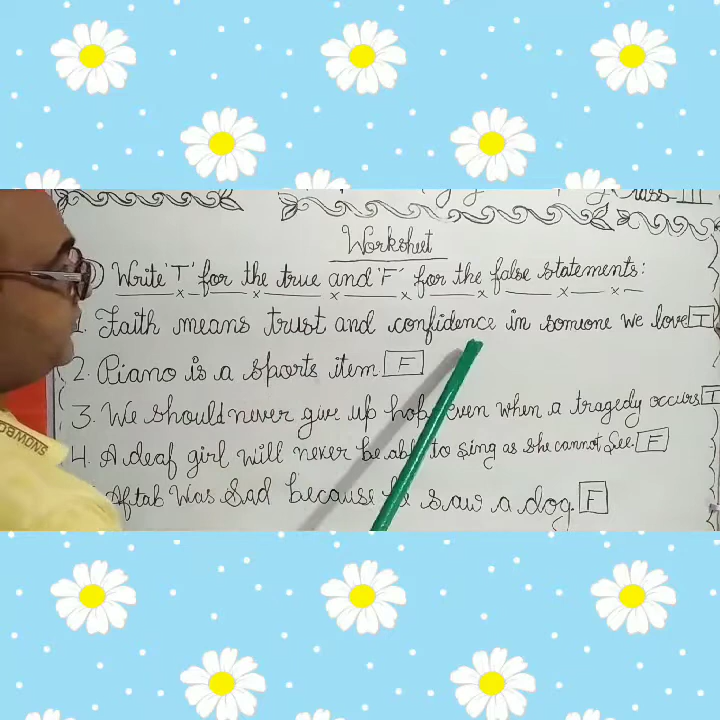 Class-III
Worksheet
Write 'T' for the true and 'F' for the false statements:
1. Faith means trust and confidence in someone we love T
2. Piano is a sports item. F
3. We should never give up hope even when a tragedy occurs T
4. A deaf girl will never be able to sing as she cannot see. F
Aftab was sad because he saw a dog. F
SNOWBO